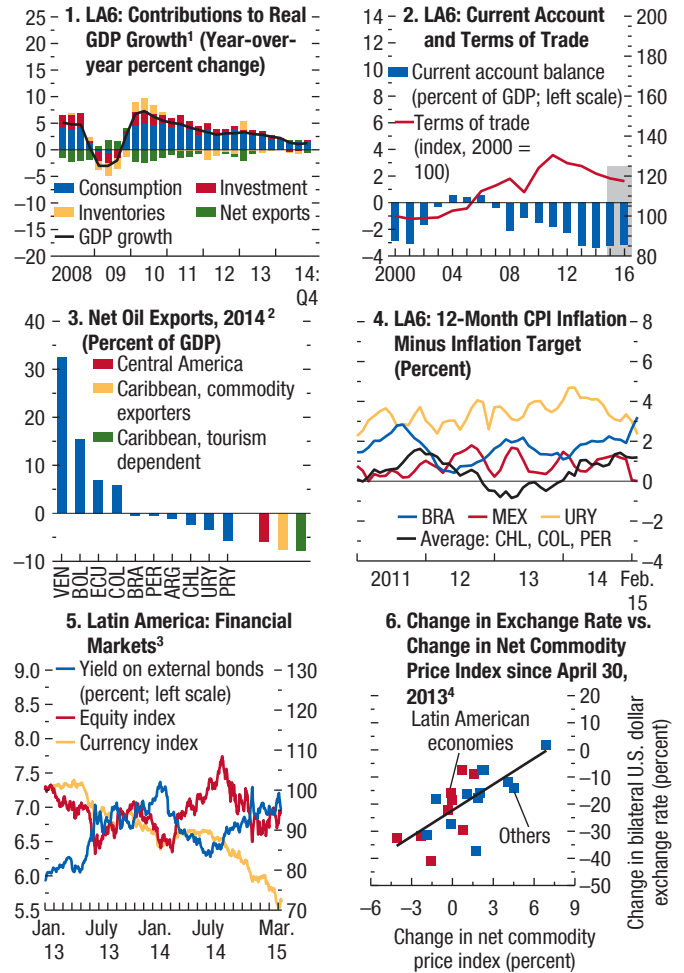 1. LA6: Contributions to Real
GDP Growth¹ (Year-over-
year percent change)
25
20
15
10
5
0
–5
–10
–15
–20
Consumption
Investment
Inventories
Net exports
GDP growth
2008 09 10 11 12 13 14:
Q4
2. LA6: Current Account
and Terms of Trade
14
12
10
8
6
4
2
0
–2
–4
200
180
160
140
120
100
80
Current account balance
(percent of GDP; left scale)
Terms of trade
(index, 2000 =
100)
2000 04 08 12 16
3. Net Oil Exports, 2014²
(Percent of GDP)
40
30
20
10
0
–10
Central America
Caribbean, commodity
exporters
Caribbean, tourism
dependent
VEN BOL ECU COL BRA PER ARG CHL URY PRY
4. LA6: 12-Month CPI Inflation
Minus Inflation Target
(Percent)
8
6
4
2
0
–2
–4
BRA MEX URY
Average: CHL, COL, PER
2011 12 13 14 Feb.
15
5. Latin America: Financial
Markets³
9.0
8.5
8.0
7.5
7.0
6.5
6.0
5.5
130
120
110
100
90
80
70
Yield on external bonds
(percent; left scale)
Equity index
Currency index
Jan. July Jan. July Mar.
13 13 14 14 15
6. Change in Exchange Rate vs.
Change in Net Commodity
Price Index since April 30,
2013⁴
20
10
0
–10
–20
–30
–40
–50
Latin American
economies
Others
Change in bilateral U.S. dollar
exchange rate (percent)
–6 –3 0 3 6 9
Change in net commodity
price index (percent)